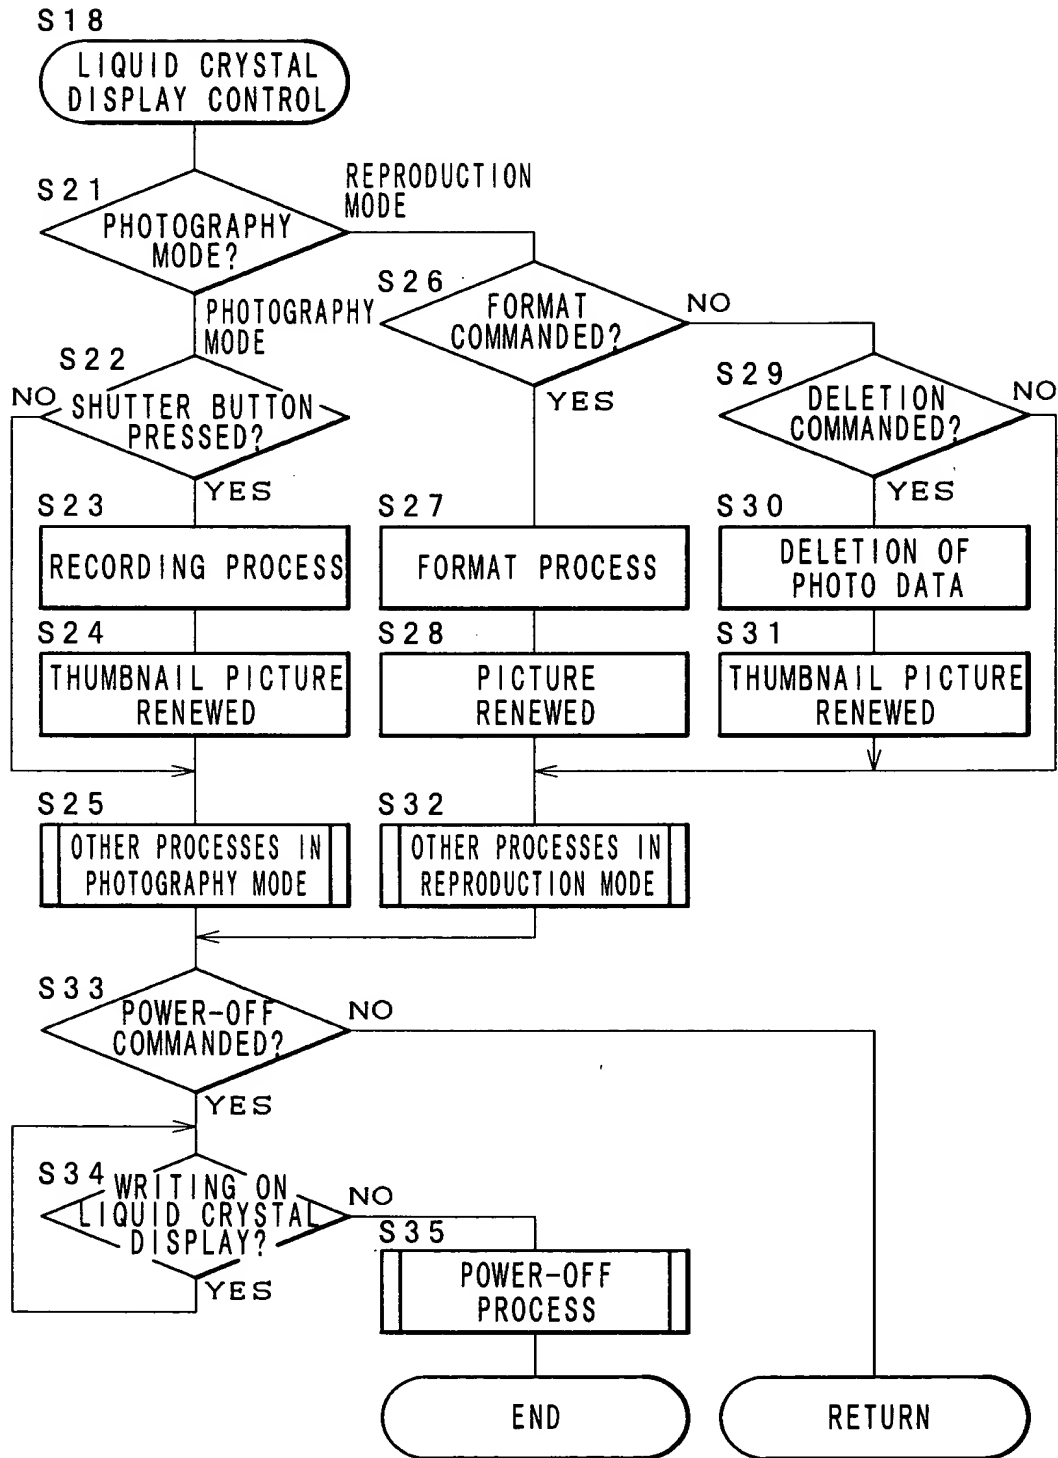 S18
LIQUID CRYSTAL
DISPLAY CONTROL
S21
PHOTOGRAPHY
MODE?
REPRODUCTION
MODE
PHOTOGRAPHY
MODE
S22
NO
SHUTTER BUTTON
PRESSED?
YES
S23
RECORDING PROCESS
S24
THUMBNAIL PICTURE
RENEWED
S25
OTHER PROCESSES IN
PHOTOGRAPHY MODE
S26
FORMAT
COMMANDED?
NO
YES
S27
FORMAT PROCESS
S28
PICTURE
RENEWED
S29
DELETION
COMMANDED?
NO
YES
S30
DELETION OF
PHOTO DATA
S31
THUMBNAIL PICTURE
RENEWED
S32
OTHER PROCESSES IN
REPRODUCTION MODE
S33
POWER-OFF
COMMANDED?
NO
YES
S34
WRITING ON
LIQUID CRYSTAL
DISPLAY?
NO
YES
S35
POWER-OFF
PROCESS
END
RETURN